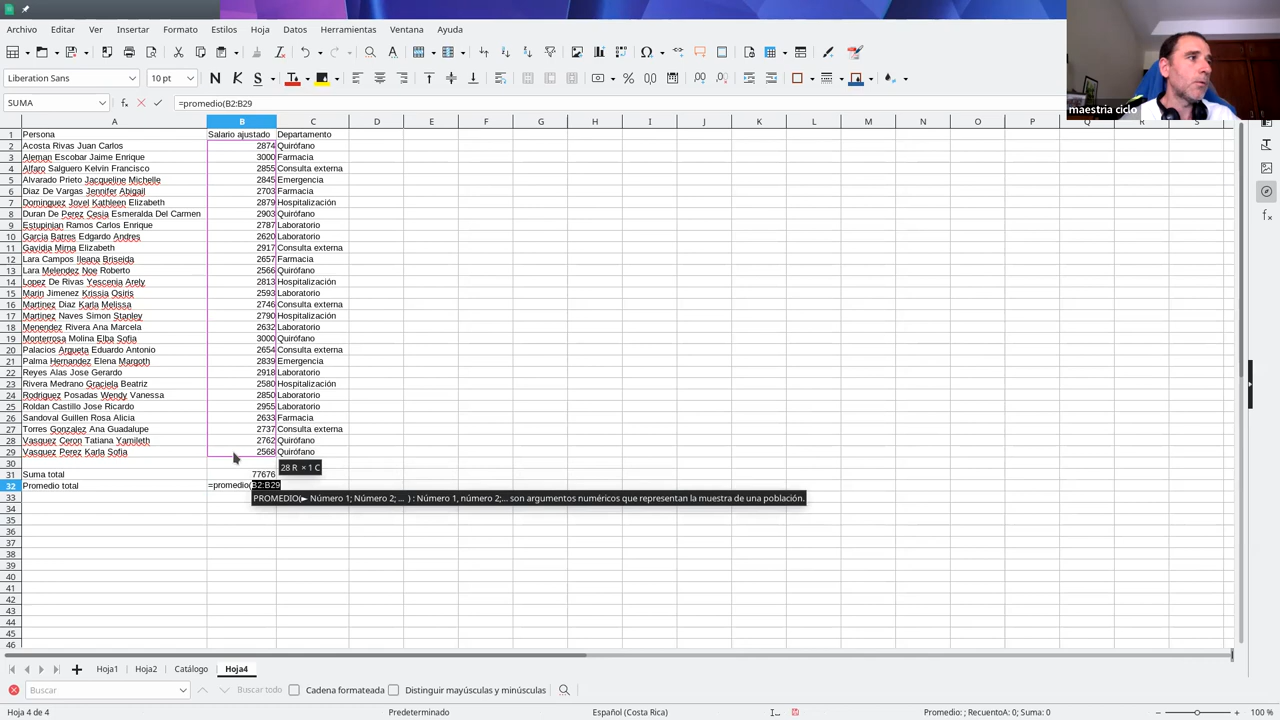 Archivo Editar Ver Insertar Formato Estilos Hoja Datos Herramientas Ventana Ayuda
Liberation Sans 10 pt N K S
SUMA =promedio(B2:B29
maestria ciclo
A B C D E F G H I J K L M N O P Q R S
1 Persona Salario ajustado Departamento
2 Acosta Rivas Juan Carlos 2874 Quirófano
3 Aleman Escobar Jaime Enrique 3000 Farmacia
4 Alfaro Salguero Kelvin Francisco 2855 Consulta externa
5 Alvarado Prieto Jacqueline Michelle 2845 Emergencia
6 Diaz De Vargas Jennifer Abigail 2703 Farmacia
7 Dominguez Jovel Kathleen Elizabeth 2879 Hospitalización
8 Duran De Perez Cesia Esmeralda Del Carmen 2903 Quirófano
9 Estupinian Ramos Carlos Enrique 2787 Laboratorio
10 Garcia Batres Edgardo Andres 2620 Laboratorio
11 Gavidia Mirna Elizabeth 2917 Consulta externa
12 Lara Campos Ileana Briseida 2657 Farmacia
13 Lara Melendez Noe Roberto 2566 Quirófano
14 Lopez De Rivas Yescenia Arely 2813 Hospitalización
15 Marin Jimenez Krissia Osiris 2593 Laboratorio
16 Martinez Diaz Karla Melissa 2746 Consulta externa
17 Martinez Naves Simon Stanley 2790 Hospitalización
18 Menendez Rivera Ana Marcela 2632 Laboratorio
19 Monterrosa Molina Elba Sofia 3000 Quirófano
20 Palacios Argueta Eduardo Antonio 2654 Consulta externa
21 Palma Hernandez Elena Margoth 2839 Emergencia
22 Reyes Alas Jose Gerardo 2918 Laboratorio
23 Rivera Medrano Graciela Beatriz 2580 Hospitalización
24 Rodriguez Posadas Wendy Vanessa 2850 Laboratorio
25 Roldan Castillo Jose Ricardo 2955 Laboratorio
26 Sandoval Guillen Rosa Alicia 2633 Farmacia
27 Torres Gonzalez Ana Guadalupe 2737 Consulta externa
28 Vasquez Ceron Tatiana Yamileth 2762 Quirófano
29 Vasquez Perez Karla Sofia 2568 Quirófano
30 28 R × 1 C
31 Suma total 77676
32 Promedio total =promedio(B2:B29
33 PROMEDIO(► Número 1; Número 2; ... ) : Número 1, número 2;... son argumentos numéricos que representan la muestra de una población.
34
35
36
37
38
39
40
41
42
43
44
45
46
Hoja1 Hoja2 Catálogo Hoja4
Buscar Buscar todo Cadena formateada Distinguir mayúsculas y minúsculas
Hoja 4 de 4 Predeterminado Español (Costa Rica) Promedio: ; RecuentoA: 0; Suma: 0 100 %